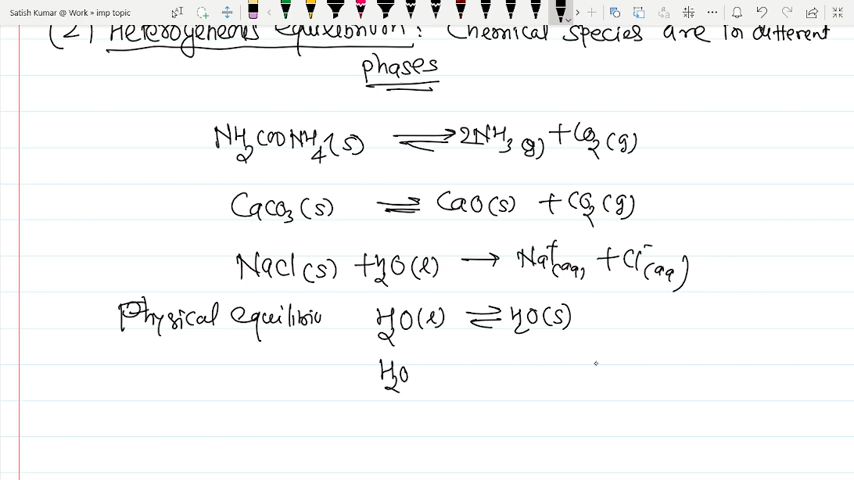 Satish Kumar @ Work » imp topic
(2) Heterogeneous equilibrium : Chemical species are in different
phases
NH2COONH4(s) ⇌ 2NH3(g) + CO2(g)
CaCO3(s) ⇌ CaO(s) + CO2(g)
NaCl(s) + H2O(l) → Na+(aq) + Cl-(aq)
Physical equilibriu H2O(l) ⇌ H2O(s)
H2O